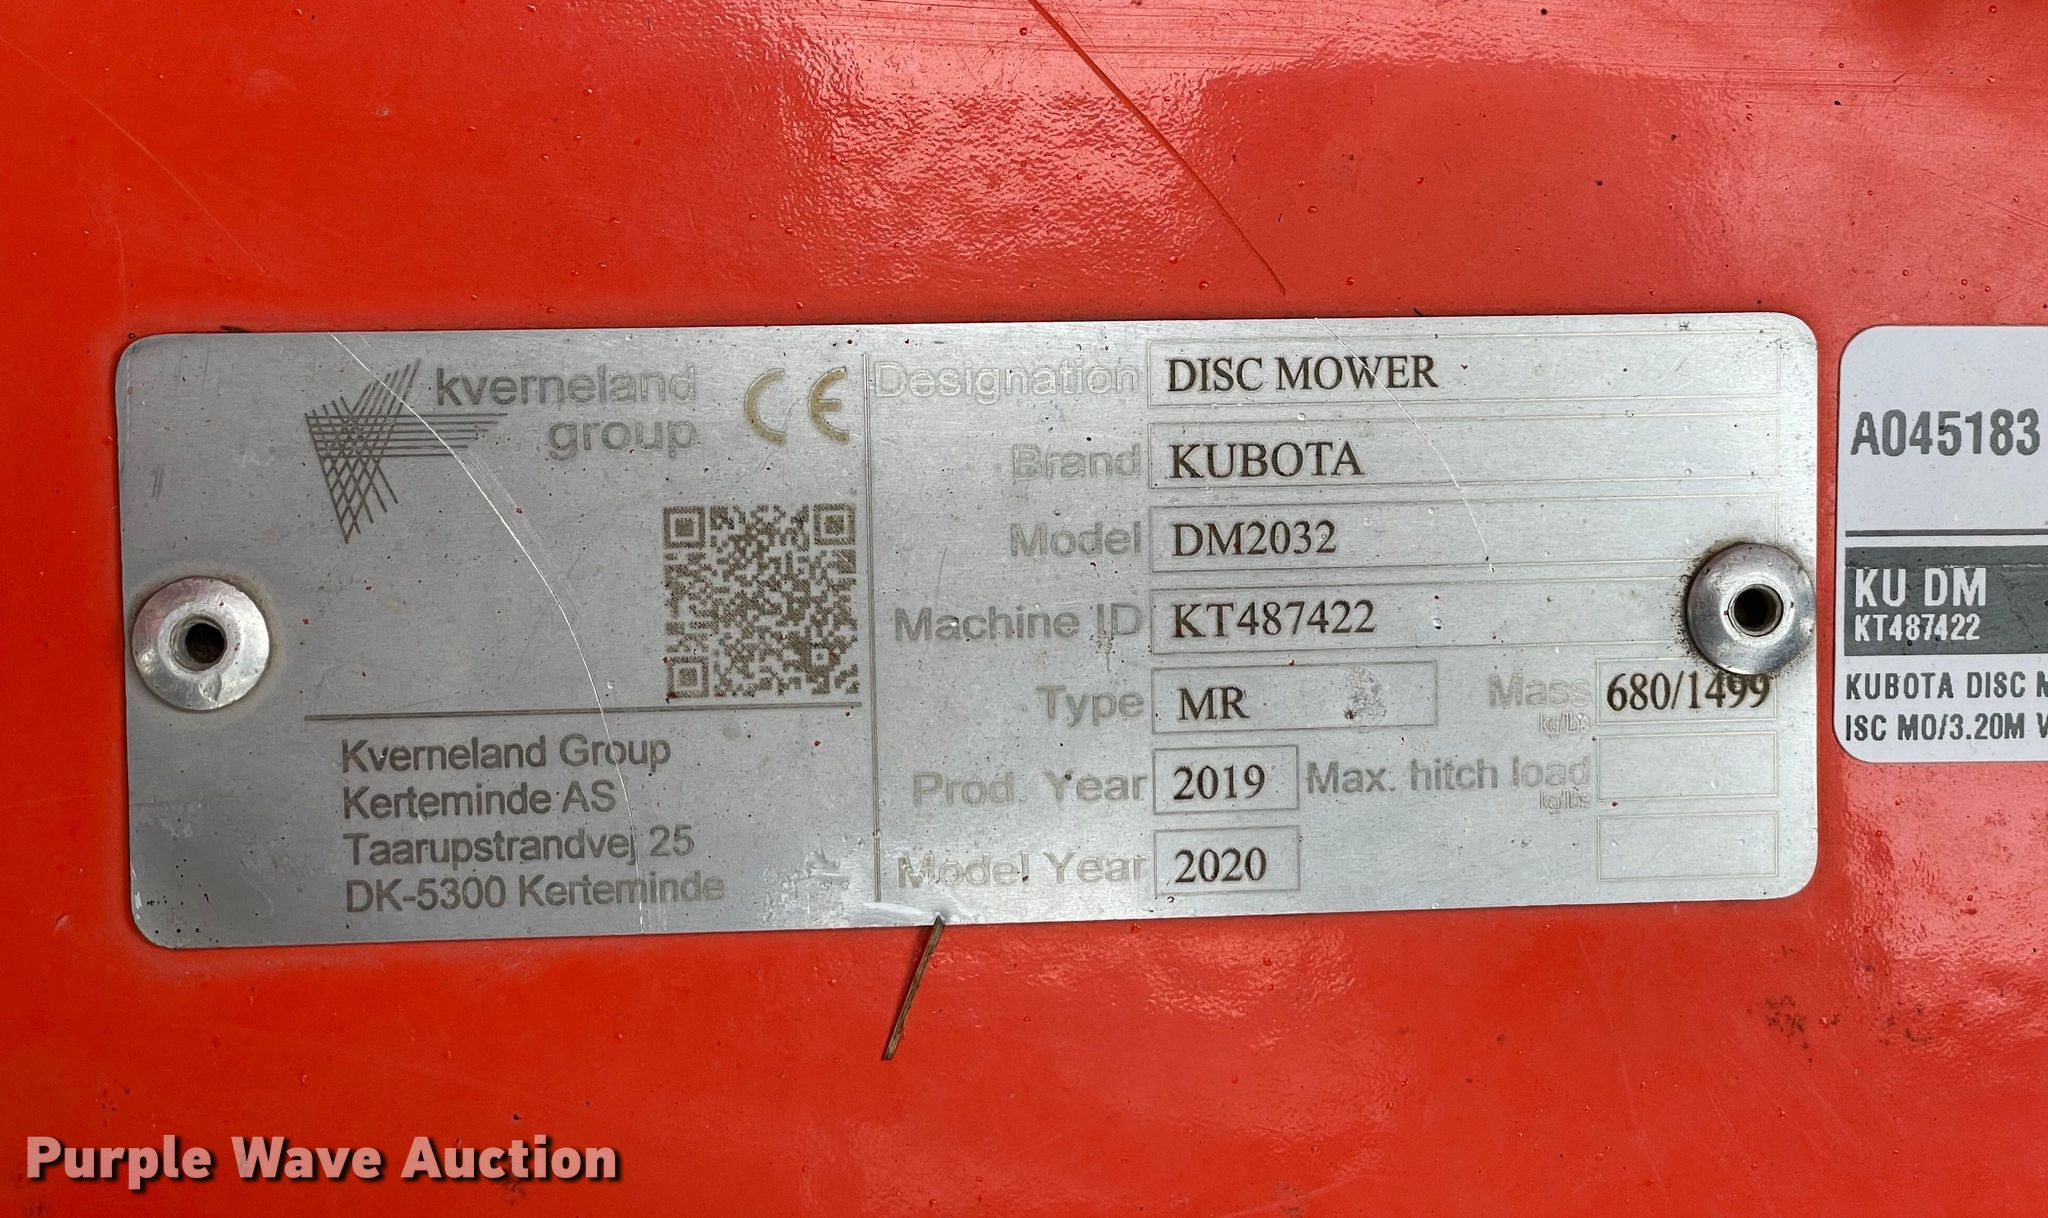 kverneland
group
CE
Kverneland Group
Kerteminde AS
Taarupstrandvej 25
DK-5300 Kerteminde
Designation DISC MOWER
Brand KUBOTA
Model DM2032
Machine ID KT487422
Type MR Mass kg/lbs 680/1499
Prod. Year 2019 Max. hitch load kg/lbs
Model Year 2020
A045183
KU DM
KT487422
KUBOTA DISC M
ISC MO/3.20M V
Purple Wave Auction